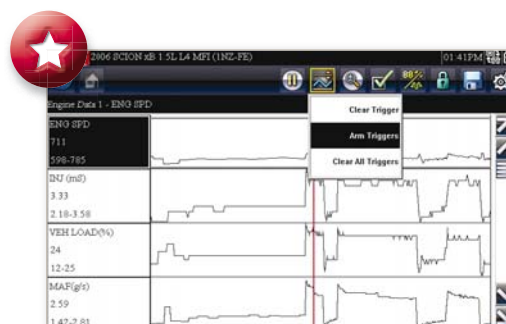 2006 SCION xB 1.5L L4 MFI (1NZ-FE)
01:41PM
88%
Engine Data 1 - ENG SPD
Clear Trigger
Arm Triggers
Clear All Triggers
ENG SPD
711
598-785
INJ (mS)
3.33
2.18-3.58
VEH LOAD(%)
24
12-25
MAF(g/s)
2.59
1.42-2.81